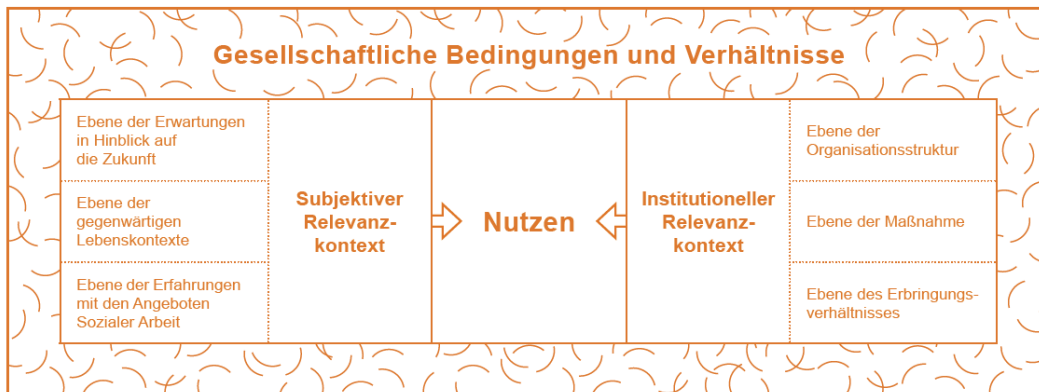 Gesellschaftliche Bedingungen und Verhältnisse
Ebene der Erwartungen
in Hinblick auf
die Zukunft
Ebene der
gegenwärtigen
Lebenskontexte
Ebene der Erfahrungen
mit den Angeboten
Sozialer Arbeit
Subjektiver
Relevanz-
kontext
Nutzen
Institutioneller
Relevanz-
kontext
Ebene der
Organisationsstruktur
Ebene der Maßnahme
Ebene des Erbringungs-
verhältnisses